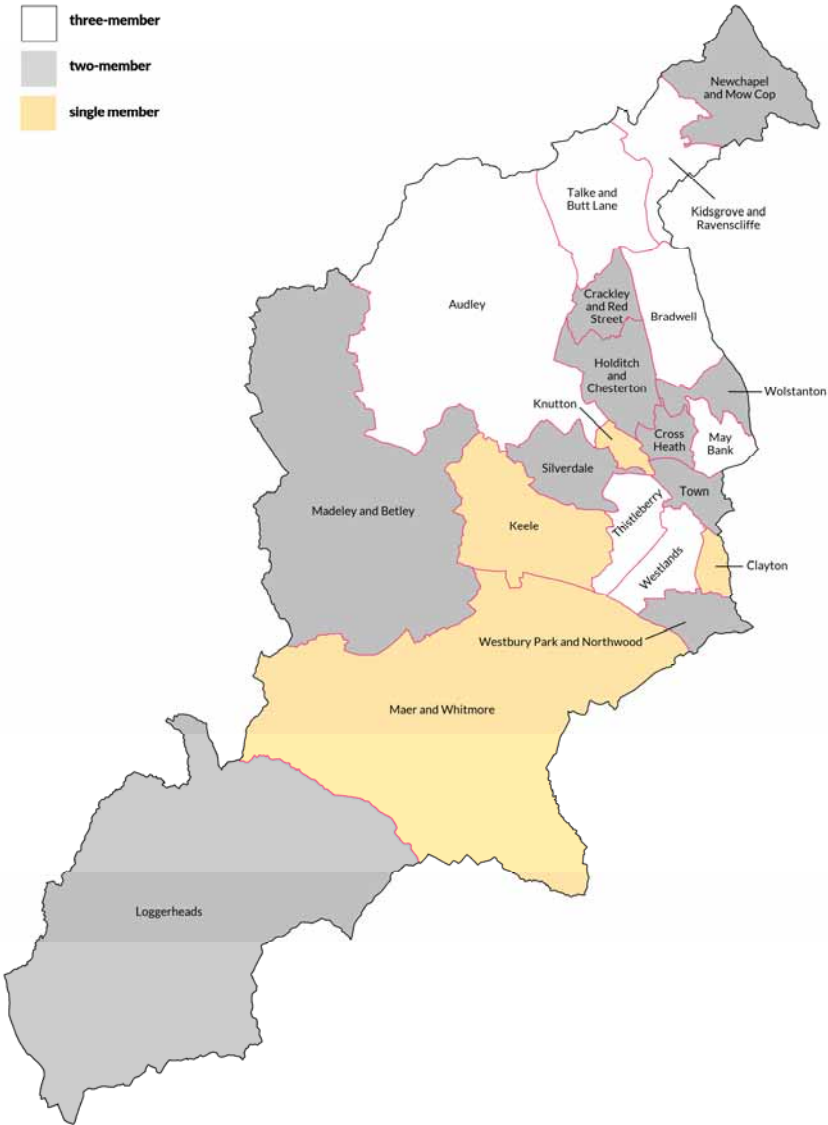 three-member
two-member
single member
Newchapel
and Mow Cop
Talke and
Butt Lane
Kidsgrove and
Ravenscliffe
Audley
Crackley
and Red
Street
Bradwell
Holditch
and
Chesterton
Wolstanton
Knutton
Cross
Heath
May
Bank
Silverdale
Town
Madeley and Betley
Thistleberry
Keele
Westlands
Clayton
Westbury Park and Northwood
Maer and Whitmore
Loggerheads